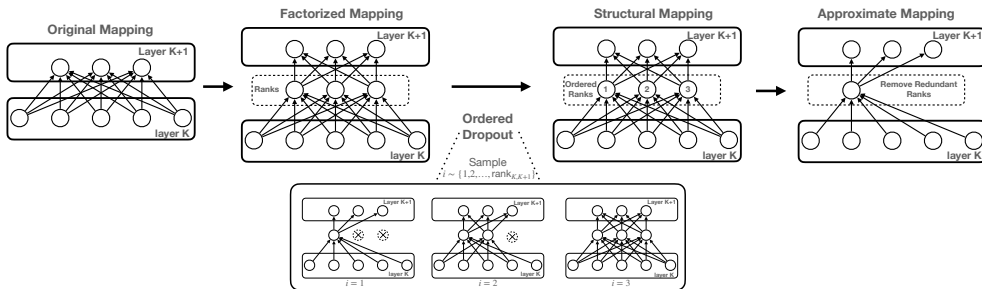 Original Mapping
Layer K+1
layer K
Factorized Mapping
Layer K+1
Ranks
layer K
Structural Mapping
Layer K+1
Ordered
Ranks
1
2
3
layer K
Approximate Mapping
Layer K+1
Remove Redundant
Ranks
layer K
Ordered
Dropout
Sample
i ~ {1,2,…, rank_{K,K+1}}
Layer K+1
layer K
i = 1
Layer K+1
layer K
i = 2
Layer K+1
layer K
i = 3